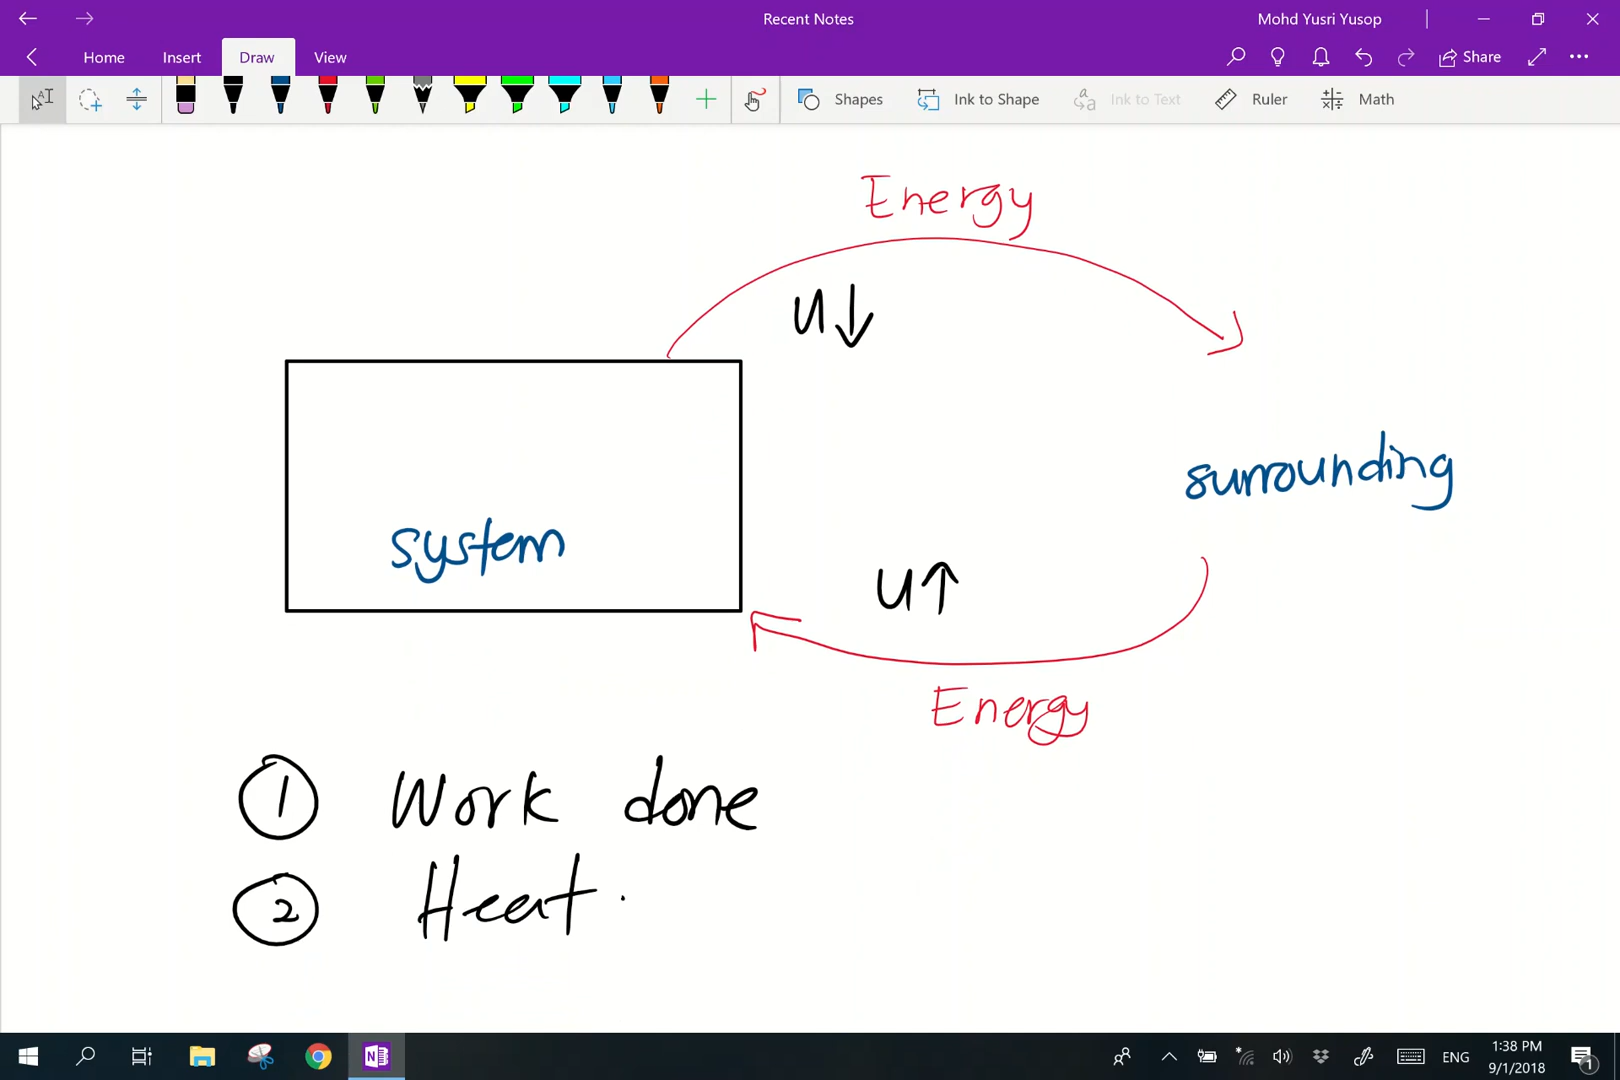 Recent Notes
Mohd Yusri Yusop
Home Insert Draw View
Share
Shapes Ink to Shape Ink to Text Ruler Math
Energy
U↓
surrounding
system
U↑
Energy
① Work done
② Heat.
ENG
1:38 PM
9/1/2018
1